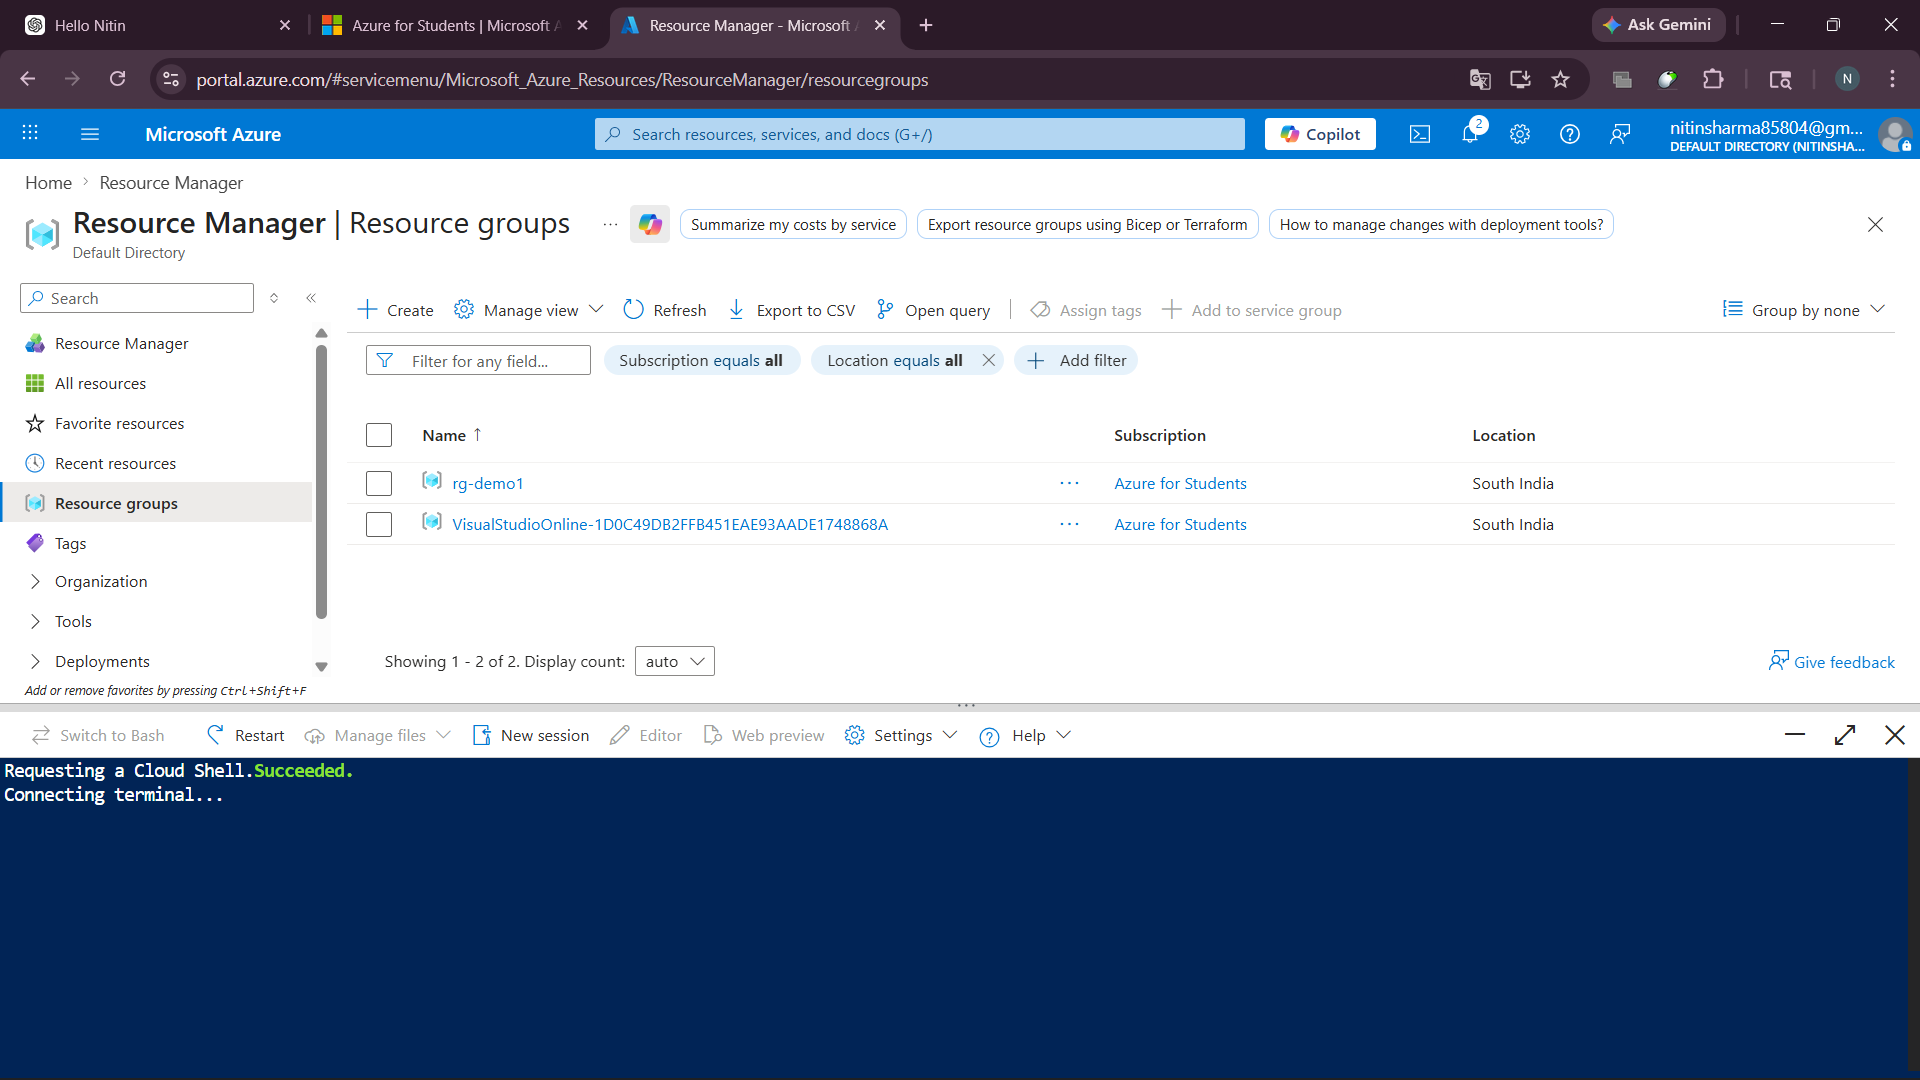 Hello Nitin
Azure for Students | Microsoft A
Resource Manager - Microsoft A
Ask Gemini
portal.azure.com/#servicemenu/Microsoft_Azure_Resources/ResourceManager/resourcegroups
N
Microsoft Azure
Search resources, services, and docs (G+/)
Copilot
2
nitinsharma85804@gm...
DEFAULT DIRECTORY (NITINSHA...
Home > Resource Manager
Resource Manager | Resource groups
Default Directory
...
Summarize my costs by service
Export resource groups using Bicep or Terraform
How to manage changes with deployment tools?
Search
Resource Manager
All resources
Favorite resources
Recent resources
Resource groups
Tags
Organization
Tools
Deployments
Add or remove favorites by pressing Ctrl+Shift+F
Create
Manage view
Refresh
Export to CSV
Open query
Assign tags
Add to service group
Group by none
Filter for any field...
Subscription equals all
Location equals all
Add filter
Name ↑ Subscription Location
rg-demo1 ... Azure for Students South India
VisualStudioOnline-1D0C49DB2FFB451EAE93AADE1748868A ... Azure for Students South India
Showing 1 - 2 of 2. Display count: auto
Give feedback
Switch to Bash
Restart
Manage files
New session
Editor
Web preview
Settings
Help
Requesting a Cloud Shell.Succeeded.
Connecting terminal...